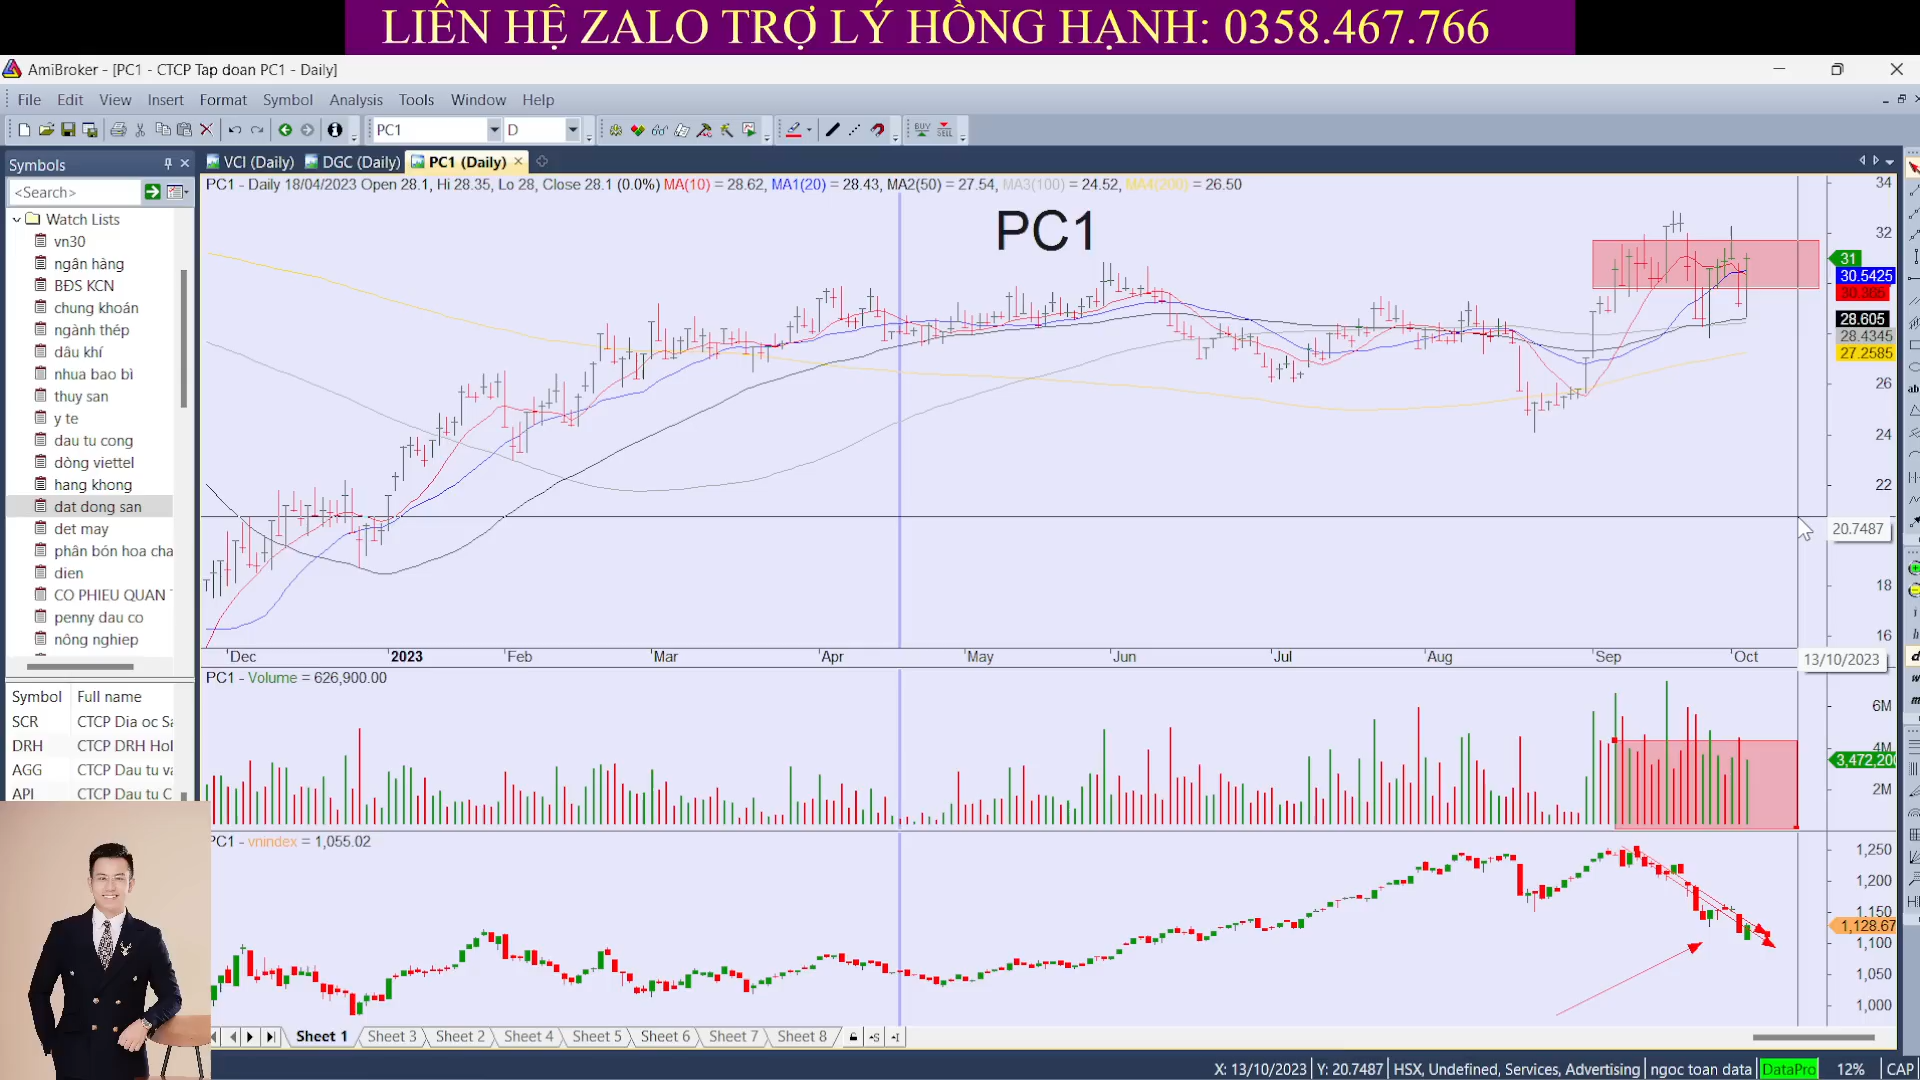 LIÊN HỆ ZALO TRỢ LÝ HỒNG HẠNH: 0358.467.766
AmiBroker - [PC1 - CTCP Tap doan PC1 - Daily]
File Edit View Insert Format Symbol Analysis Tools Window Help
PC1 D BUY SELL
Symbols
VCI (Daily) DGC (Daily) PC1 (Daily)
<Search>
PC1 - Daily 18/04/2023 Open 28.1, Hi 28.35, Lo 28, Close 28.1 (0.0%) MA(10) = 28.62, MA1(20) = 28.43, MA2(50) = 27.54, MA3(100) = 24.52, MA4(200) = 26.50
PC1
Watch Lists
vn30
ngân hàng
BĐS KCN
chung khoán
ngành thép
dâu khí
nhua bao bì
thuy san
y te
dau tu cong
dòng viettel
hang khong
dat dong san
det may
phân bón hoa cha
dien
CO PHIEU QUAN
penny dau co
nông nghiep
34
32
31
30.5425
30.365
28.605
28.4345
27.2585
26
24
22
20.7487
18
16
Dec 2023 Feb Mar Apr May Jun Jul Aug Sep Oct 13/10/2023
PC1 - Volume = 626,900.00
6M
4M
3,472,200
2M
Symbol Full name
SCR CTCP Dia oc Sa
DRH CTCP DRH Hol
AGG CTCP Dau tu va
API CTCP Dau tu C
PC1 - vnindex = 1,055.02
1,250
1,200
1,150
1,128.67
1,100
1,050
1,000
Sheet 1 Sheet 3 Sheet 2 Sheet 4 Sheet 5 Sheet 6 Sheet 7 Sheet 8
X: 13/10/2023 Y: 20.7487 HSX, Undefined, Services, Advertising ngoc toan data DataPro 12% CAP